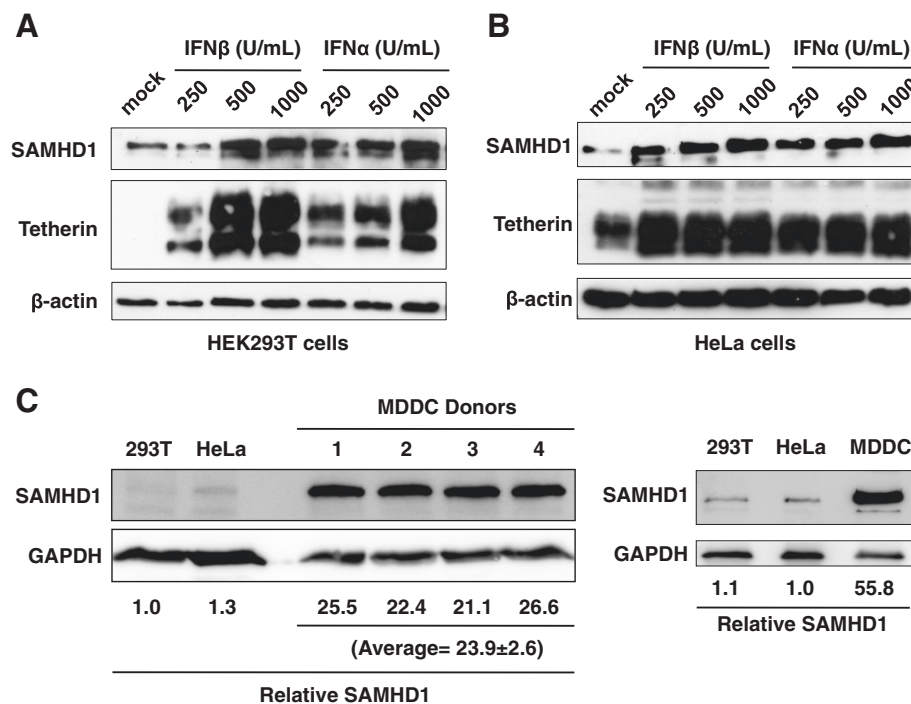 A
IFNβ (U/mL) IFNα (U/mL)
mock 250 500 1000 250 500 1000
SAMHD1
Tetherin
β-actin
HEK293T cells
B
IFNβ (U/mL) IFNα (U/mL)
mock 250 500 1000 250 500 1000
SAMHD1
Tetherin
β-actin
HeLa cells
C
MDDC Donors
293T HeLa 1 2 3 4
SAMHD1
GAPDH
1.0 1.3 25.5 22.4 21.1 26.6
(Average= 23.9±2.6)
Relative SAMHD1
293T HeLa MDDC
SAMHD1
GAPDH
1.1 1.0 55.8
Relative SAMHD1